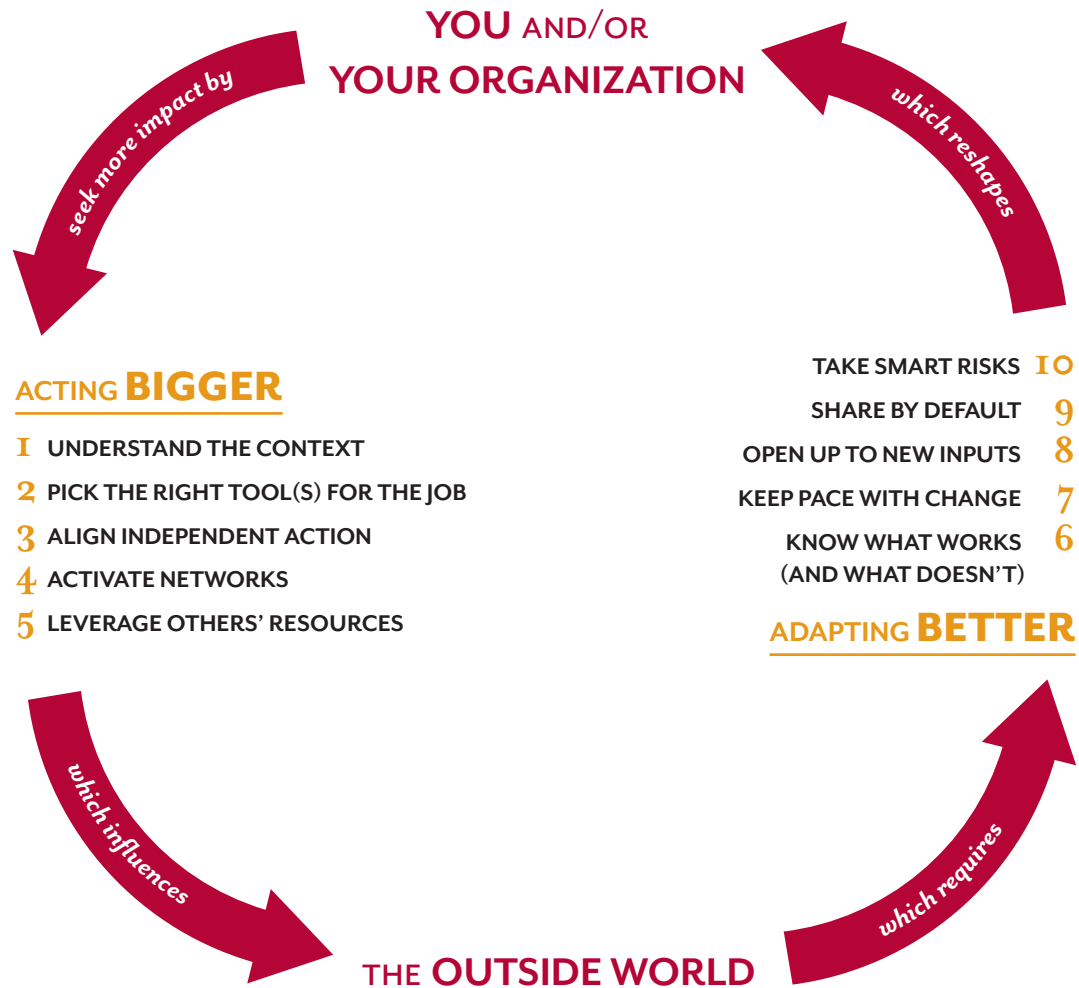 YOU AND/OR
YOUR ORGANIZATION
seek more impact by
ACTING BIGGER
1 UNDERSTAND THE CONTEXT
2 PICK THE RIGHT TOOL(S) FOR THE JOB
3 ALIGN INDEPENDENT ACTION
4 ACTIVATE NETWORKS
5 LEVERAGE OTHERS’ RESOURCES
which influences
THE OUTSIDE WORLD
which requires
TAKE SMART RISKS 10
SHARE BY DEFAULT 9
OPEN UP TO NEW INPUTS 8
KEEP PACE WITH CHANGE 7
KNOW WHAT WORKS 6
(AND WHAT DOESN’T)
ADAPTING BETTER
which reshapes